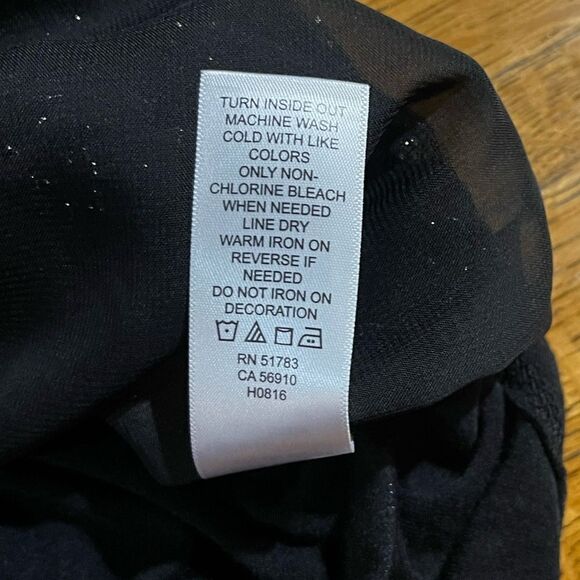 TURN INSIDE OUT
MACHINE WASH
COLD WITH LIKE
COLORS
ONLY NON-
CHLORINE BLEACH
WHEN NEEDED
LINE DRY
WARM IRON ON
REVERSE IF
NEEDED
DO NOT IRON ON
DECORATION
RN 51783
CA 56910
H0816